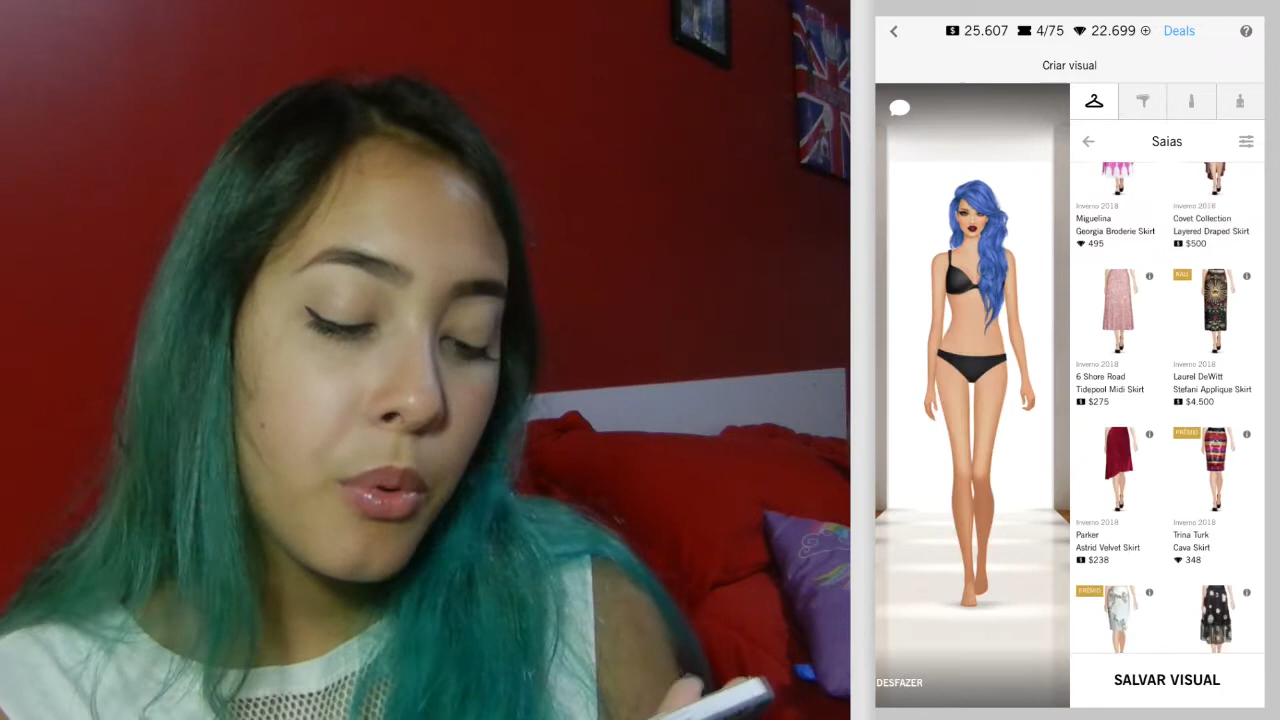 25.607 4/75 22.699 Deals
Criar visual
Saias
Inverno 2018
Miguelina
Georgia Broderie Skirt
495
Inverno 2018
Covet Collection
Layered Draped Skirt
$500
Inverno 2018
6 Shore Road
Tidepool Midi Skirt
$275
RALI
Inverno 2018
Laurel DeWitt
Stefani Applique Skirt
$4.500
Inverno 2018
Parker
Astrid Velvet Skirt
$238
PRÊMIO
Inverno 2018
Trina Turk
Cava Skirt
348
PRÊMIO
DESFAZER
SALVAR VISUAL